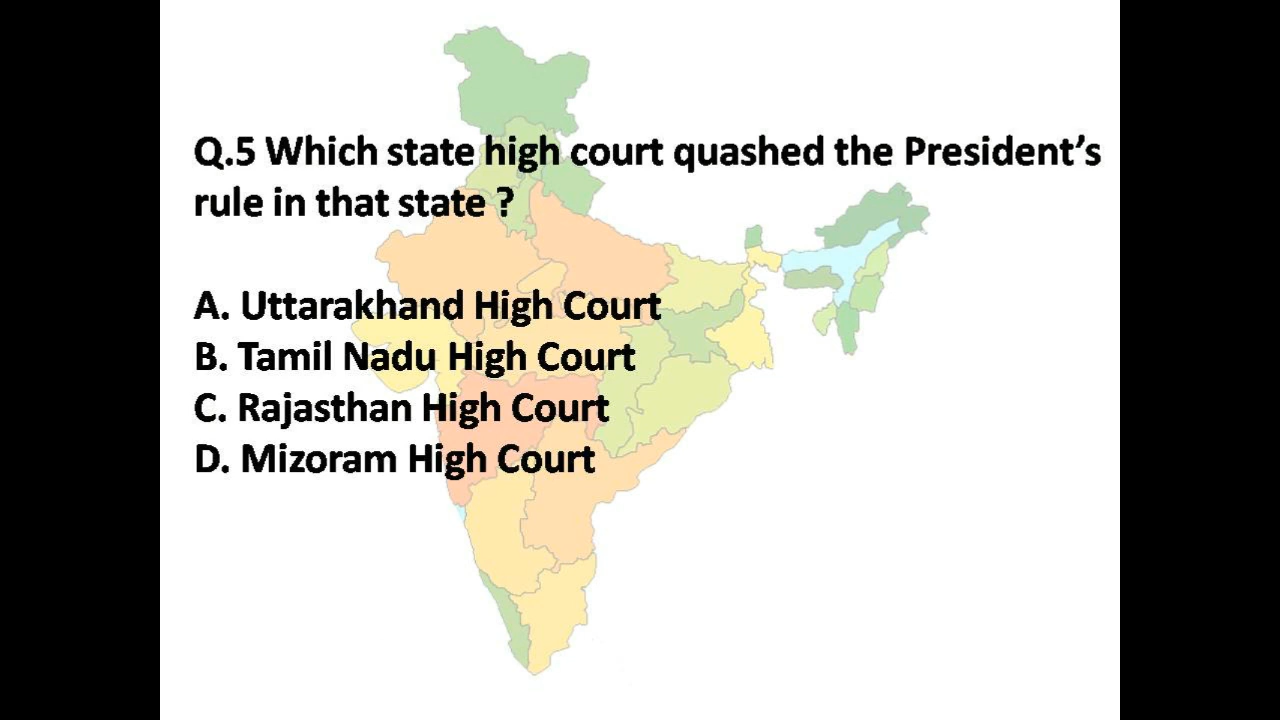 Q.5 Which state high court quashed the President’s
rule in that state ?
A. Uttarakhand High Court
B. Tamil Nadu High Court
C. Rajasthan High Court
D. Mizoram High Court